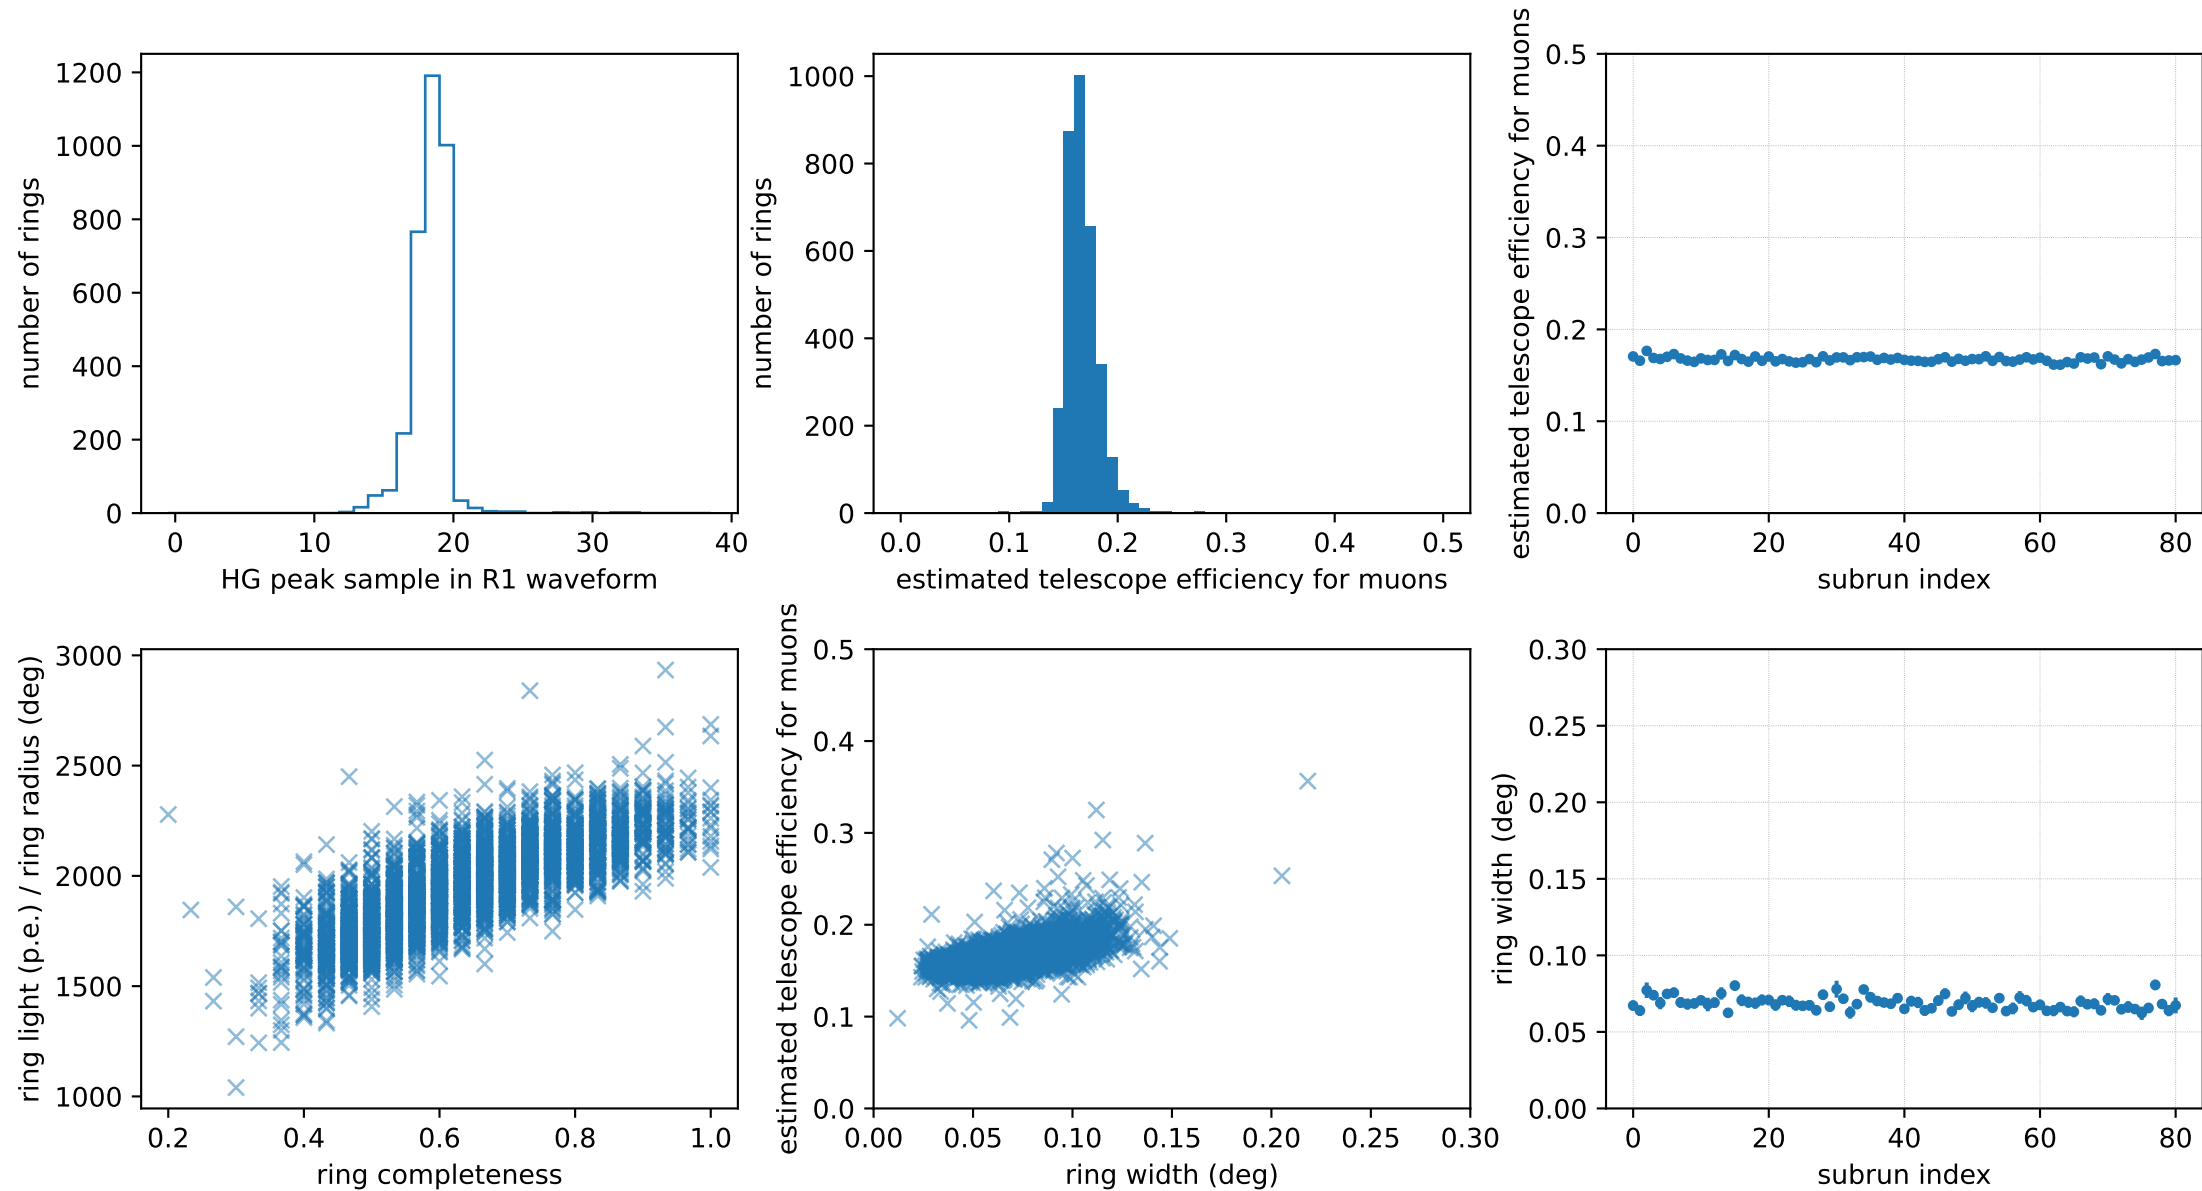 1200
1000
800
600
400
200
0
number of rings
0 10 20 30 40
HG peak sample in R1 waveform
1000
800
600
400
200
0
number of rings
0.0 0.1 0.2 0.3 0.4 0.5
estimated telescope efficiency for muons
0.5
0.4
0.3
0.2
0.1
0.0
estimated telescope efficiency for muons
0 20 40 60 80
subrun index
3000
2500
2000
1500
1000
ring light (p.e.) / ring radius (deg)
0.2 0.4 0.6 0.8 1.0
ring completeness
0.5
0.4
0.3
0.2
0.1
0.0
estimated telescope efficiency for muons
0.00 0.05 0.10 0.15 0.20 0.25 0.30
ring width (deg)
0.30
0.25
0.20
0.15
0.10
0.05
0.00
ring width (deg)
0 20 40 60 80
subrun index